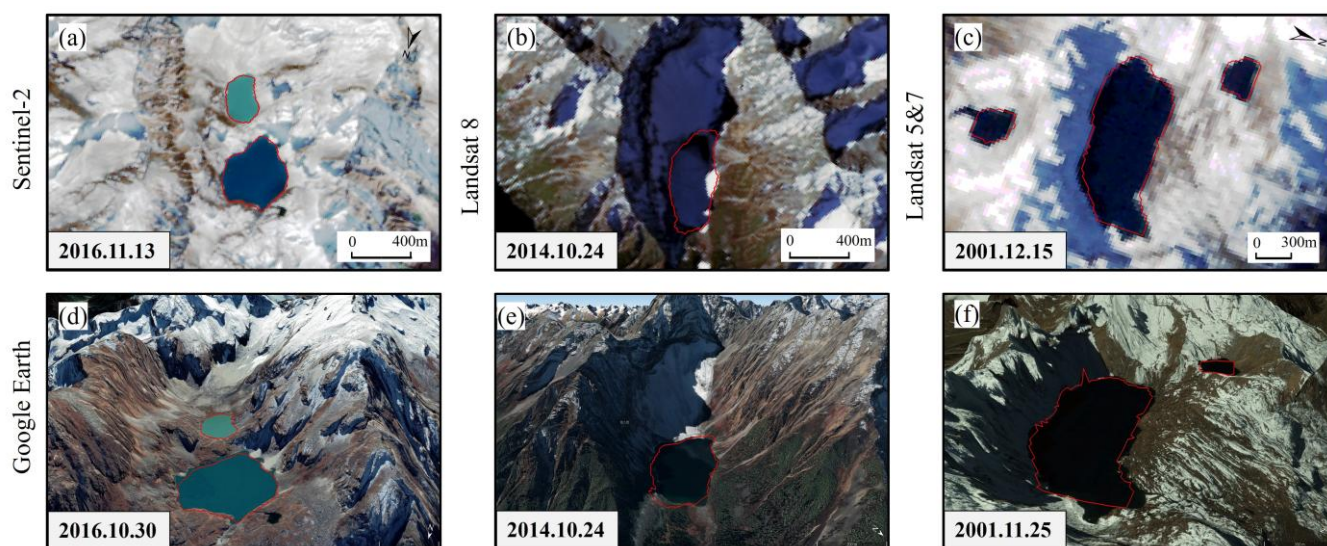 Sentinel-2
(a)
N
2016.11.13
0 400m
Landsat 8
(b)
2014.10.24
0 400m
Landsat 5&7
(c)
N
2001.12.15
0 300m
Google Earth
(d)
2016.10.30
(e)
2014.10.24
(f)
2001.11.25